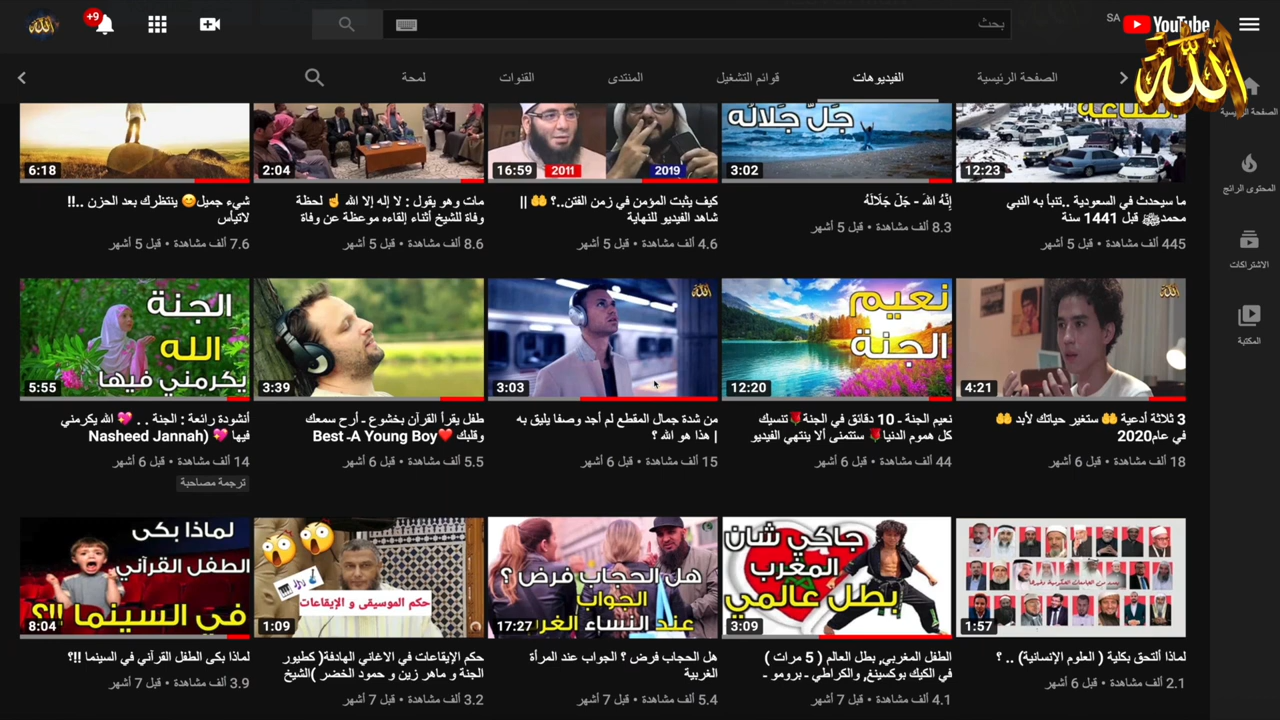 YouTube SA
بحث
+9
الله
الصفحة الرئيسية
الفيديوهات
قوائم التشغيل
المنتدى
القنوات
لمحة
الصفحة الرئيسية
المحتوى الرائج
الاشتراكات
المكتبة
12:23
ما سيحدث في السعودية ..تتنبأ به النبي
محمدﷺ قبل 1441 سنة
445 ألف مشاهدة • قبل 5 أشهر
جَلَّ جَلَالُه
3:02
إنَّهُ اللهَ - جَلّ جَلَالَهُ
8.3 ألف مشاهدة • قبل 5 أشهر
2011
2019
16:59
كيف يثبت المؤمن في زمن الفتن..؟ 🤲 ||
شاهد الفيديو للنهاية
4.6 ألف مشاهدة • قبل 5 أشهر
2:04
مات وهو يقول : لا إله إلا الله ☝ لحظة
وفاة للشيخ أثناء إلقاءه موعظة عن وفاة
8.6 ألف مشاهدة • قبل 5 أشهر
6:18
شيء جميل😊 ينتظرك بعد الحزن ..!!
لاتيأس
7.6 ألف مشاهدة • قبل 5 أشهر
الله
4:21
3 ثلاثة أدعية 🤲 ستغير حياتك لأبد 🤲
في عام2020
18 ألف مشاهدة • قبل 6 أشهر
نعيم
الجنة
12:20
نعيم الجنة - 10 دقائق في الجنة🌹تنسيك
كل هموم الدنيا🌹 ستتمنى ألا ينتهي الفيديو
44 ألف مشاهدة • قبل 6 أشهر
الله
3:03
من شدة جمال المقطع لم أجد وصفا يليق به
| هذا هو الله ؟
15 ألف مشاهدة • قبل 6 أشهر
3:39
طفل يقرأ القرآن بخشوع - أرح سمعك
وقلبك❤️Best -A Young Boy
5.5 ألف مشاهدة • قبل 6 أشهر
الجنة
الله
يكرمني فيها
5:55
أنشودة رائعة : الجنة . . 💖 الله يكرمني
فيها 💖 (Nasheed Jannah
14 ألف مشاهدة • قبل 6 أشهر
ترجمة مصاحبة
1:57
لماذا ألتحق بكلية ( العلوم الإنسانية) .. ؟
2.1 ألف مشاهدة • قبل 6 أشهر
جاكي شان
المغرب
بطل عالمي
3:09
الطفل المغربي, بطل العالم ( 5 مرات )
في الكيك بوكسينغ, والكراطي - برومو -
4.1 ألف مشاهدة • قبل 7 أشهر
هل الحجاب فرض ؟
الجواب
عند النساء الغر
17:27
هل الحجاب فرض ؟ الجواب عند المرأة
الغربية
5.4 ألف مشاهدة • قبل 7 أشهر
حكم الموسيقى و الإيقاعات
1:09
حكم الإيقاعات في الاغاني الهادفة( كطيور
الجنة و ماهر زين و حمود الخضر )الشيخ
3.2 ألف مشاهدة • قبل 7 أشهر
لماذا بكى
الطفل القرآني
في السينما !!؟
8:04
لماذا بكى الطفل القرآني في السينما !!؟
3.9 ألف مشاهدة • قبل 7 أشهر